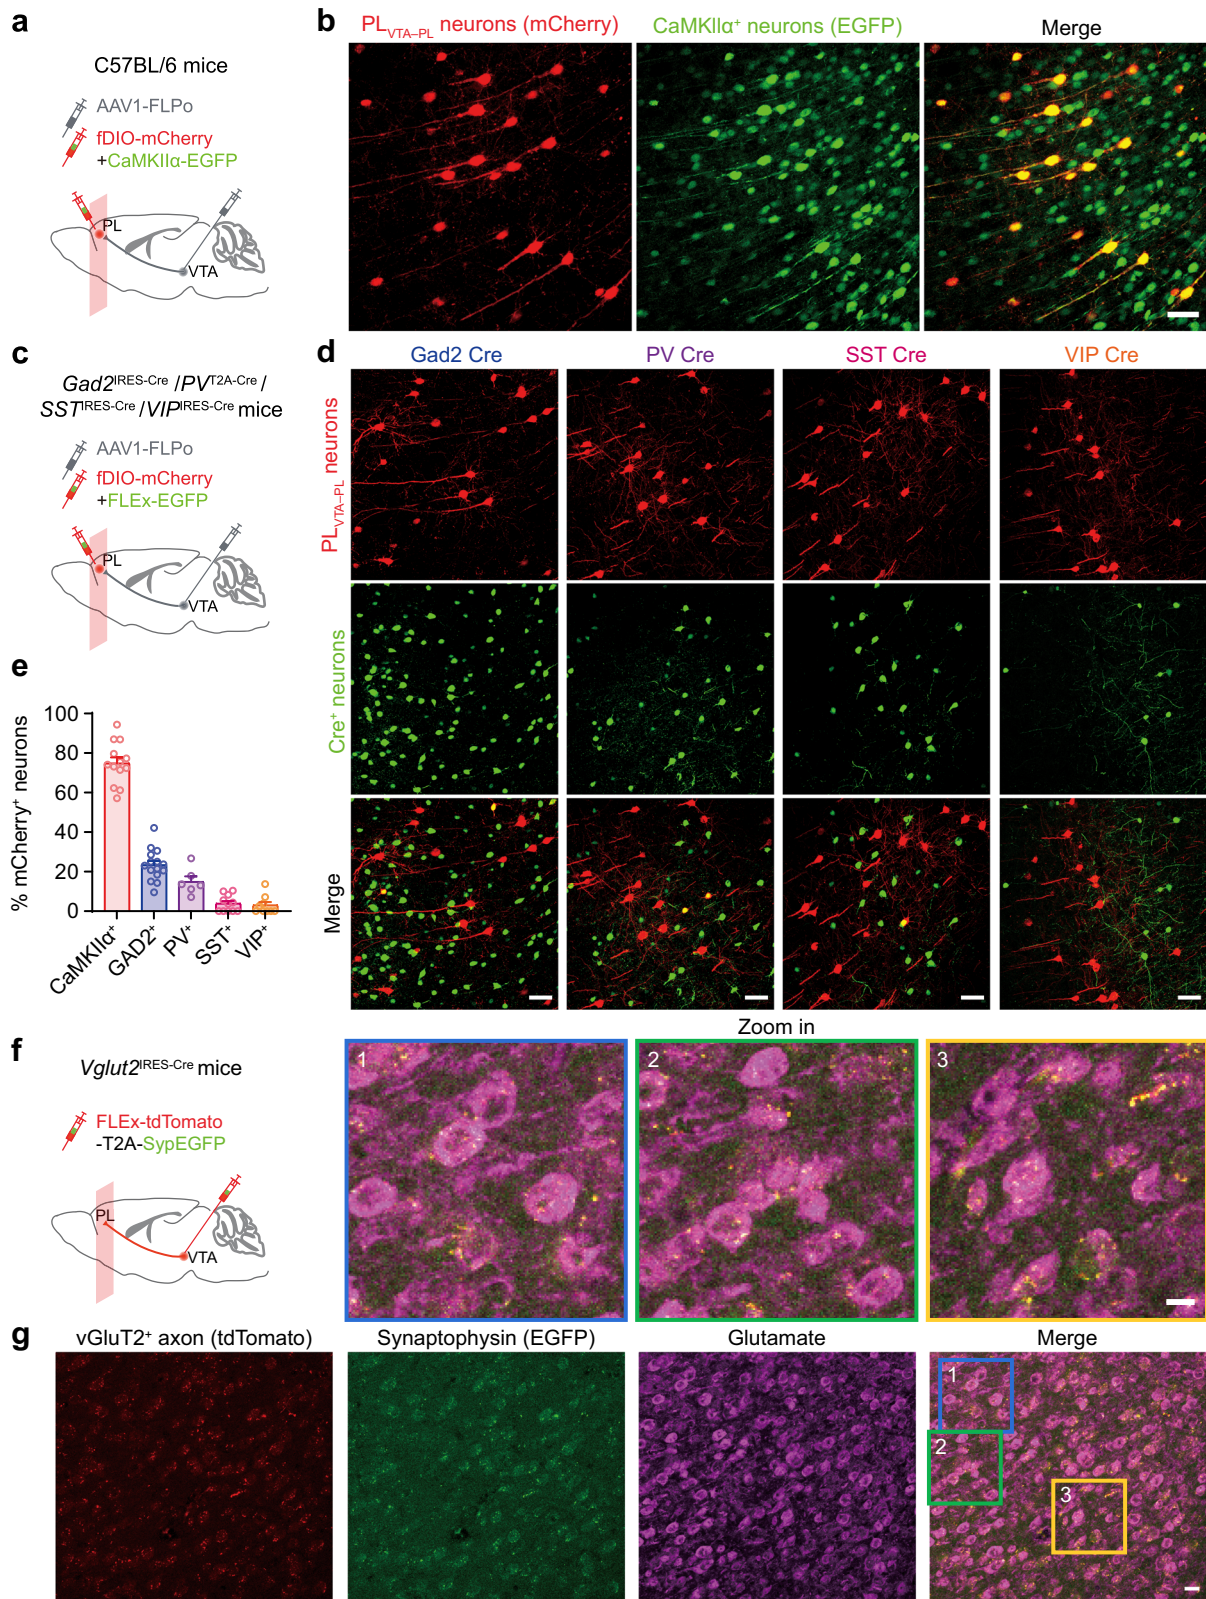 a
C57BL/6 mice
AAV1-FLPo
fDIO-mCherry
+CaMKIIα-EGFP
PL
VTA
b
PLVTA–PL neurons (mCherry)
CaMKIIα+ neurons (EGFP)
Merge
c
Gad2IRES-Cre /PVT2A-Cre /
SSTIRES-Cre /VIPIRES-Cre mice
AAV1-FLPo
fDIO-mCherry
+FLEx-EGFP
PL
VTA
d
Gad2 Cre
PV Cre
SST Cre
VIP Cre
PLVTA–PL neurons
Cre+ neurons
Merge
e
% mCherry+ neurons
100
80
60
40
20
0
CaMKIIα+
GAD2+
PV+
SST+
VIP+
f
Vglut2IRES-Cre mice
FLEx-tdTomato
-T2A-SypEGFP
PL
VTA
Zoom in
1
2
3
g
vGluT2+ axon (tdTomato)
Synaptophysin (EGFP)
Glutamate
Merge
1
2
3